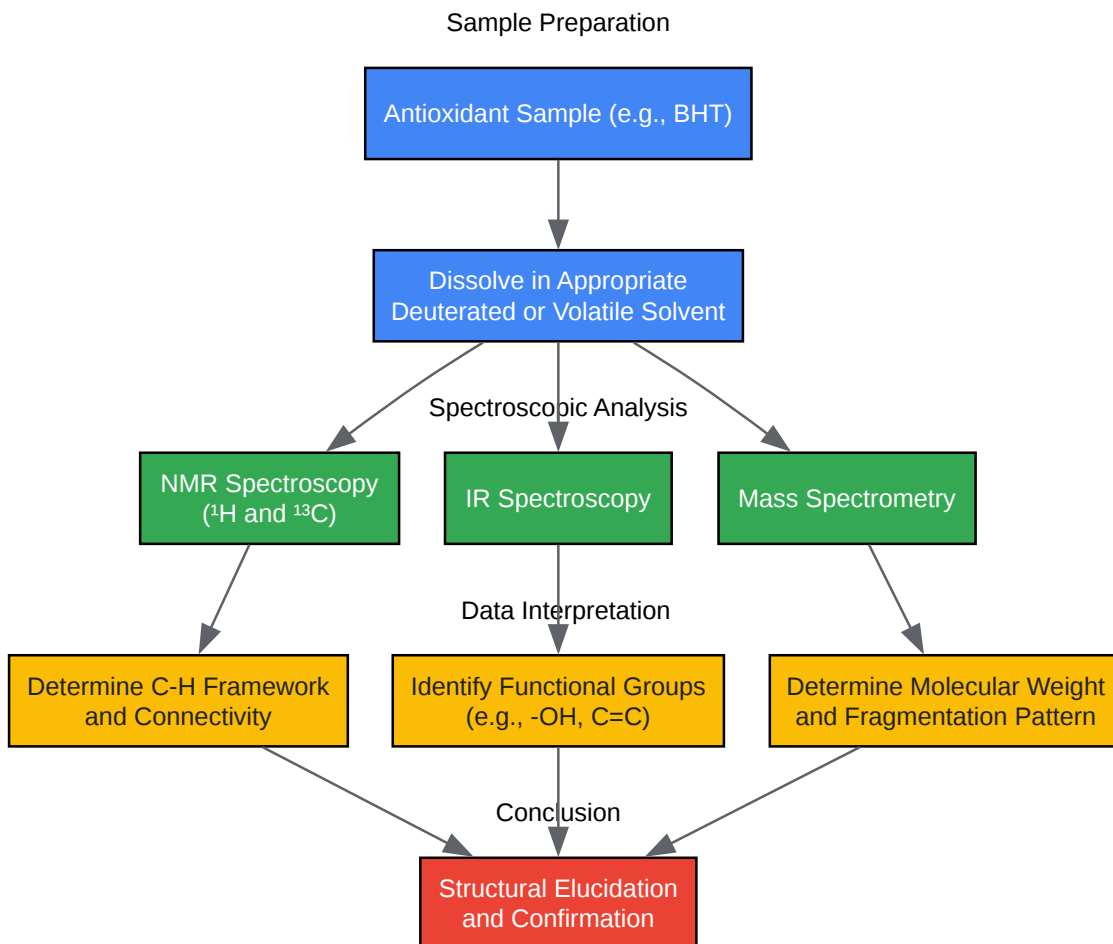 Sample Preparation
Antioxidant Sample (e.g., BHT)
Dissolve in Appropriate
Deuterated or Volatile Solvent
Spectroscopic Analysis
NMR Spectroscopy
(¹H and ¹³C)
IR Spectroscopy
Mass Spectrometry
Data Interpretation
Determine C-H Framework
and Connectivity
Identify Functional Groups
(e.g., -OH, C=C)
Determine Molecular Weight
and Fragmentation Pattern
Conclusion
Structural Elucidation
and Confirmation